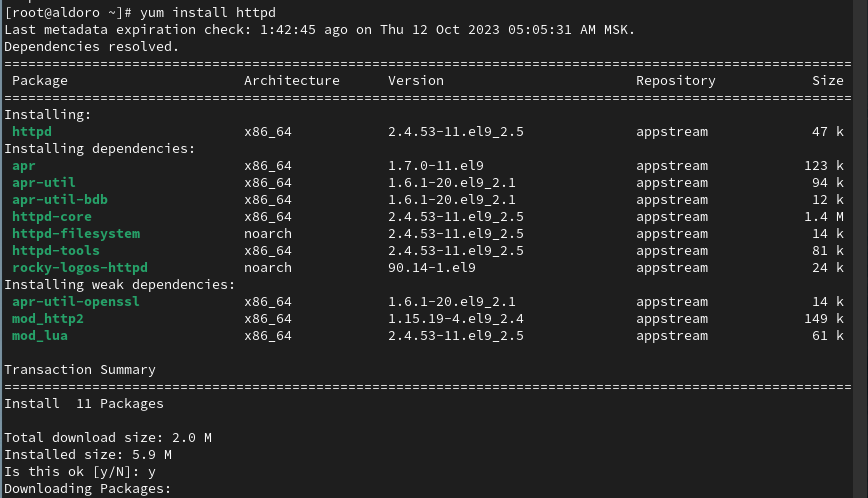 [root@aldoro ~]# yum install httpd
Last metadata expiration check: 1:42:45 ago on Thu 12 Oct 2023 05:05:31 AM MSK.
Dependencies resolved.
================================================================================
Package Architecture Version Repository Size
================================================================================
Installing:
httpd x86_64 2.4.53-11.el9_2.5 appstream 47 k
Installing dependencies:
apr x86_64 1.7.0-11.el9 appstream 123 k
apr-util x86_64 1.6.1-20.el9_2.1 appstream 94 k
apr-util-bdb x86_64 1.6.1-20.el9_2.1 appstream 12 k
httpd-core x86_64 2.4.53-11.el9_2.5 appstream 1.4 M
httpd-filesystem noarch 2.4.53-11.el9_2.5 appstream 14 k
httpd-tools x86_64 2.4.53-11.el9_2.5 appstream 81 k
rocky-logos-httpd noarch 90.14-1.el9 appstream 24 k
Installing weak dependencies:
apr-util-openssl x86_64 1.6.1-20.el9_2.1 appstream 14 k
mod_http2 x86_64 1.15.19-4.el9_2.4 appstream 149 k
mod_lua x86_64 2.4.53-11.el9_2.5 appstream 61 k
Transaction Summary
================================================================================
Install 11 Packages
Total download size: 2.0 M
Installed size: 5.9 M
Is this ok [y/N]: y
Downloading Packages: